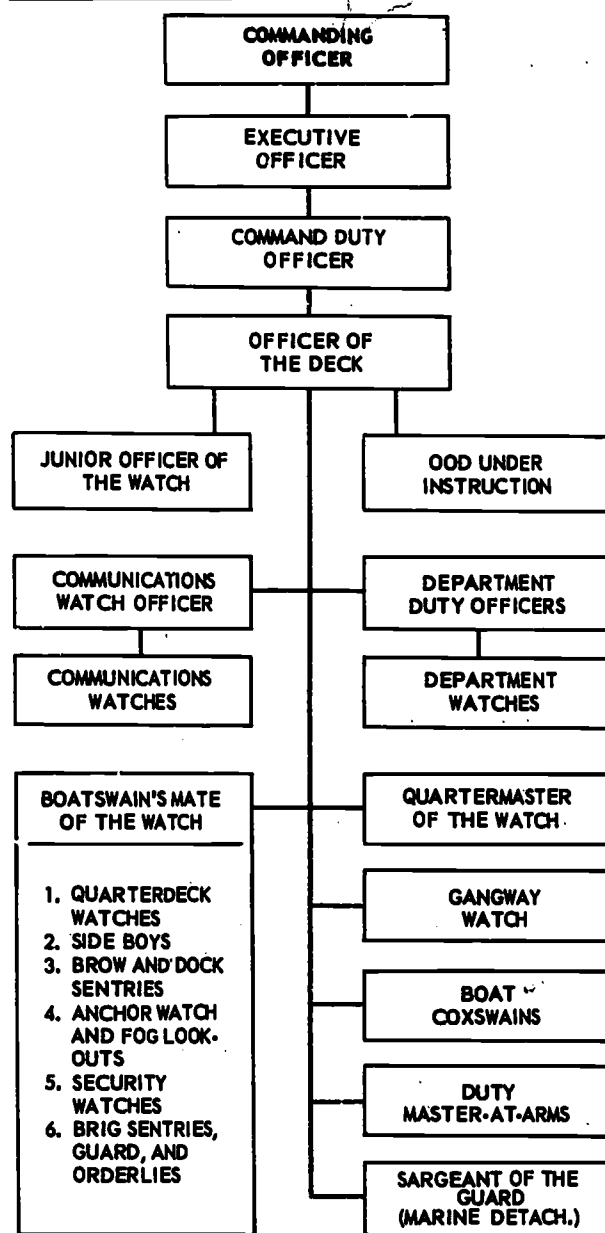 COMMANDING
OFFICER
EXECUTIVE
OFFICER
COMMAND DUTY
OFFICER
OFFICER OF
THE DECK
JUNIOR OFFICER OF
THE WATCH
OOD UNDER
INSTRUCTION
COMMUNICATIONS
WATCH OFFICER
DEPARTMENT
DUTY OFFICERS
COMMUNICATIONS
WATCHES
DEPARTMENT
WATCHES
BOATSWAIN'S MATE
OF THE WATCH
1. QUARTERDECK
WATCHES
2. SIDE BOYS
3. BROW AND DOCK
SENTRIES
4. ANCHOR WATCH
AND FOG LOOK-
OUTS
5. SECURITY
WATCHES
6. BRIG SENTRIES,
GUARD, AND
ORDERLIES
QUARTERMASTER
OF THE WATCH
GANGWAY
WATCH
BOAT
COXSWAINS
DUTY
MASTER-AT-ARMS
SARGEANT OF THE
GUARD
(MARINE DETACH.)